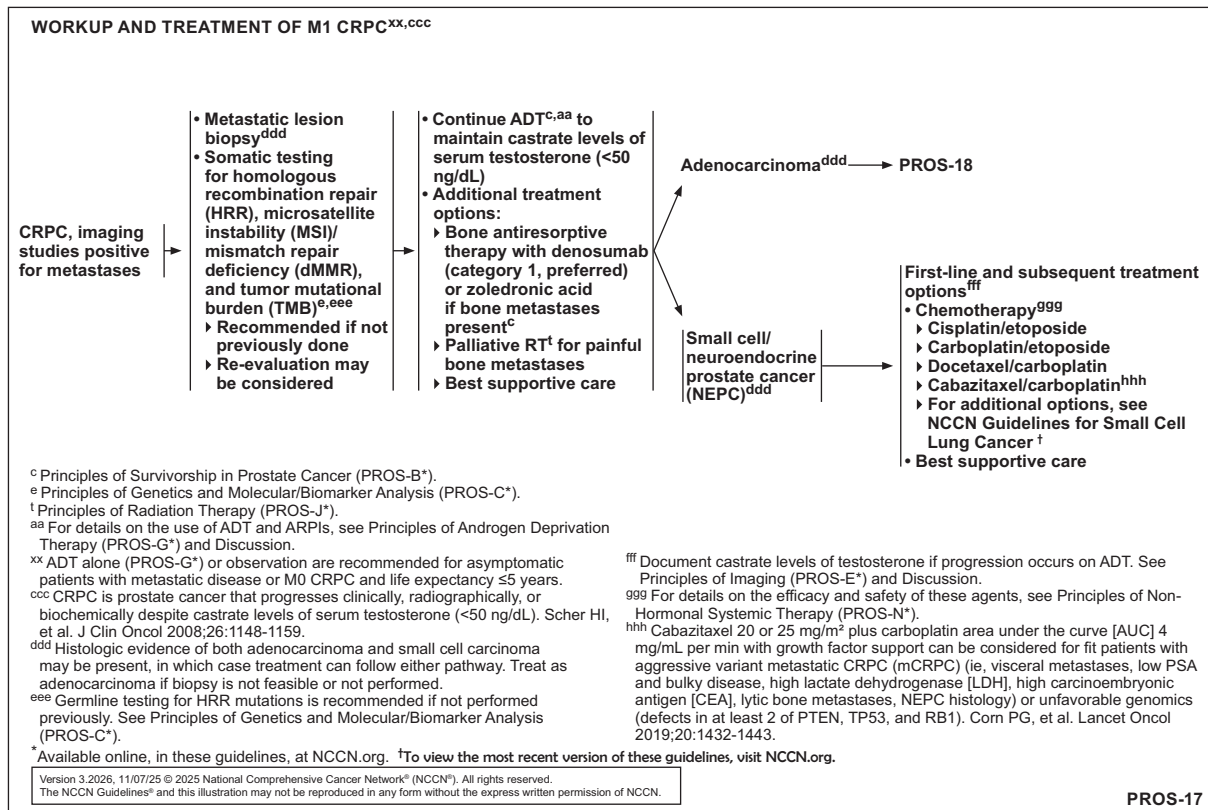 WORKUP AND TREATMENT OF M1 CRPCxx,ccc
CRPC, imaging
studies positive
for metastases
• Metastatic lesion
biopsyddd
• Somatic testing
for homologous
recombination repair
(HRR), microsatellite
instability (MSI)/
mismatch repair
deficiency (dMMR),
and tumor mutational
burden (TMB)e,eee
▸ Recommended if not
previously done
▸ Re-evaluation may
be considered
• Continue ADTc,aa to
maintain castrate levels of
serum testosterone (<50
ng/dL)
• Additional treatment
options:
▸ Bone antiresorptive
therapy with denosumab
(category 1, preferred)
or zoledronic acid
if bone metastases
presentc
▸ Palliative RTt for painful
bone metastases
▸ Best supportive care
Adenocarcinomaddd
PROS-18
Small cell/
neuroendocrine
prostate cancer
(NEPC)ddd
First-line and subsequent treatment
optionsfff
• Chemotherapyggg
▸ Cisplatin/etoposide
▸ Carboplatin/etoposide
▸ Docetaxel/carboplatin
▸ Cabazitaxel/carboplatinhhh
▸ For additional options, see
NCCN Guidelines for Small Cell
Lung Cancer †
• Best supportive care
c Principles of Survivorship in Prostate Cancer (PROS-B*).
e Principles of Genetics and Molecular/Biomarker Analysis (PROS-C*).
t Principles of Radiation Therapy (PROS-J*).
aa For details on the use of ADT and ARPIs, see Principles of Androgen Deprivation
Therapy (PROS-G*) and Discussion.
xx ADT alone (PROS-G*) or observation are recommended for asymptomatic
patients with metastatic disease or M0 CRPC and life expectancy ≤5 years.
ccc CRPC is prostate cancer that progresses clinically, radiographically, or
biochemically despite castrate levels of serum testosterone (<50 ng/dL). Scher HI,
et al. J Clin Oncol 2008;26:1148-1159.
ddd Histologic evidence of both adenocarcinoma and small cell carcinoma
may be present, in which case treatment can follow either pathway. Treat as
adenocarcinoma if biopsy is not feasible or not performed.
eee Germline testing for HRR mutations is recommended if not performed
previously. See Principles of Genetics and Molecular/Biomarker Analysis
(PROS-C*).
fff Document castrate levels of testosterone if progression occurs on ADT. See
Principles of Imaging (PROS-E*) and Discussion.
ggg For details on the efficacy and safety of these agents, see Principles of Non-
Hormonal Systemic Therapy (PROS-N*).
hhh Cabazitaxel 20 or 25 mg/m² plus carboplatin area under the curve [AUC] 4
mg/mL per min with growth factor support can be considered for fit patients with
aggressive variant metastatic CRPC (mCRPC) (ie, visceral metastases, low PSA
and bulky disease, high lactate dehydrogenase [LDH], high carcinoembryonic
antigen [CEA], lytic bone metastases, NEPC histology) or unfavorable genomics
(defects in at least 2 of PTEN, TP53, and RB1). Corn PG, et al. Lancet Oncol
2019;20:1432-1443.
*Available online, in these guidelines, at NCCN.org. †To view the most recent version of these guidelines, visit NCCN.org.
Version 3.2026, 11/07/25 © 2025 National Comprehensive Cancer Network® (NCCN®). All rights reserved.
The NCCN Guidelines® and this illustration may not be reproduced in any form without the express written permission of NCCN.
PROS-17